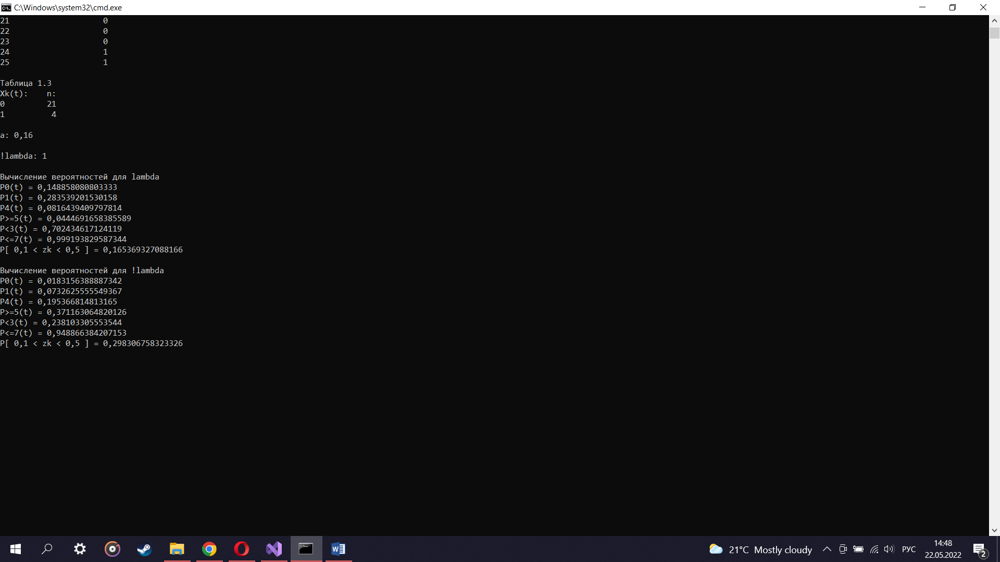 C:\Windows\system32\cmd.exe
21 0
22 0
23 0
24 1
25 1
Таблица 1.3
Xk(t): n:
0 21
1 4
a: 0,16
!lambda: 1
Вычисление вероятностей для lambda
P0(t) = 0,148858080803333
P1(t) = 0,283539201530158
P4(t) = 0,0816439409797814
P>=5(t) = 0,0444691658385589
P<3(t) = 0,702434617124119
P<=7(t) = 0,999193829587344
P[ 0,1 < zk < 0,5 ] = 0,165369327088166
Вычисление вероятностей для !lambda
P0(t) = 0,0183156388887342
P1(t) = 0,0732625555549367
P4(t) = 0,195366814813165
P>=5(t) = 0,371163064820126
P<3(t) = 0,238103305553544
P<=7(t) = 0,948866384207153
P[ 0,1 < zk < 0,5 ] = 0,298306758323326
21°C Mostly cloudy
РУС
14:48
22.05.2022
2